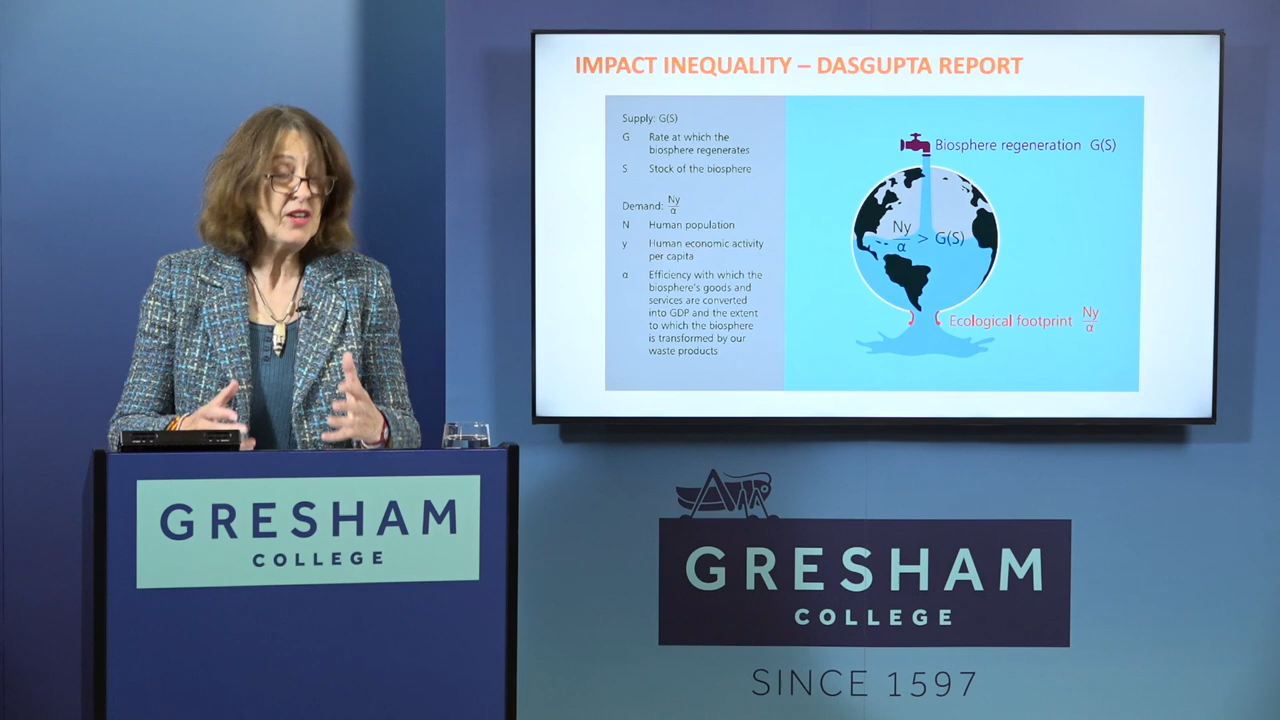 IMPACT INEQUALITY – DASGUPTA REPORT
Supply: G(S)
G Rate at which the
biosphere regenerates
S Stock of the biosphere
Demand: Ny/α
N Human population
y Human economic activity
per capita
α Efficiency with which the
biosphere's goods and
services are converted
into GDP and the extent
to which the biosphere
is transformed by our
waste products
Biosphere regeneration G(S)
Ny/α > G(S)
Ecological footprint Ny/α
GRESHAM
COLLEGE
GRESHAM
COLLEGE
SINCE 1597